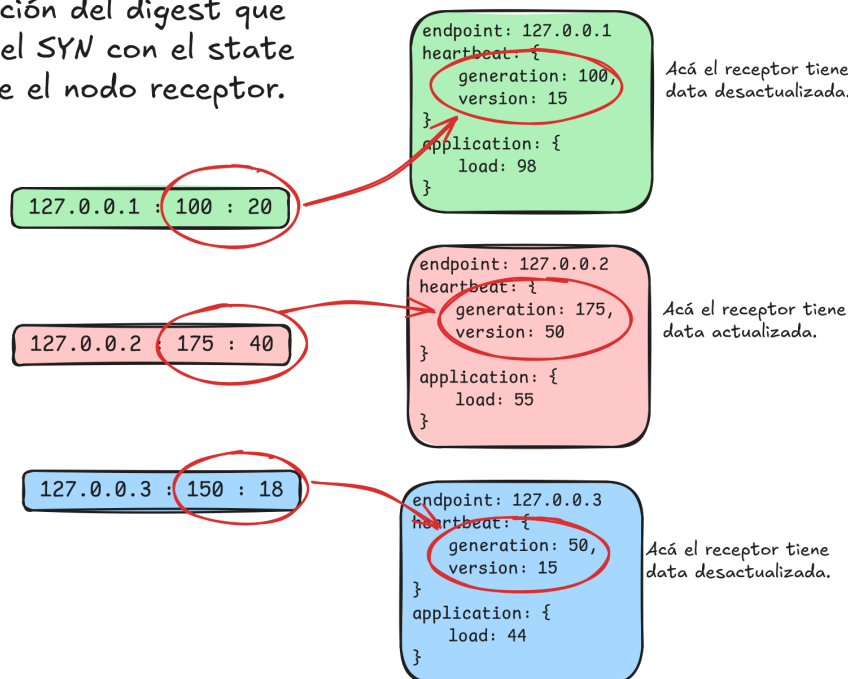 ción del digest que
el SYN con el state
e el nodo receptor.
127.0.0.1 : 100 : 20
endpoint: 127.0.0.1
heartbeat: {
generation: 100,
version: 15
}
application: {
load: 98
}
Acá el receptor tiene
data desactualizada.
127.0.0.2 : 175 : 40
endpoint: 127.0.0.2
heartbeat: {
generation: 175,
version: 50
}
application: {
load: 55
}
Acá el receptor tiene
data actualizada.
127.0.0.3 : 150 : 18
endpoint: 127.0.0.3
heartbeat: {
generation: 50,
version: 15
}
application: {
load: 44
}
Acá el receptor tiene
data desactualizada.